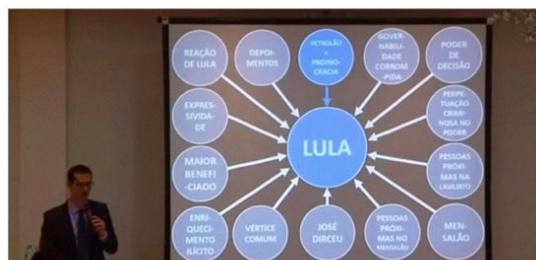 REAÇÃO
DE LULA
DEPOI-
MENTOS
PETROLÃO
+
PROPINO-
CRACIA
GOVER-
NABILI-
DADE
CORROM-
PIDA
PODER
DE
DECISÃO
EXPRES-
SIVIDA-
DE
LULA
PERPE-
TUAÇÃO
CRIMI-
NOSA NO
PODER
MAIOR
BENEFI-
CIADO
PESSOAS
PRÓXI-
MAS NA
LAVAJATO
ENRI-
QUECIMENTO
ILÍCITO
VÉRTICE
COMUM
JOSÉ
DIRCEU
PESSOAS
PRÓXI-
MAS NO
MENSALÃO
MEN-
SALÃO